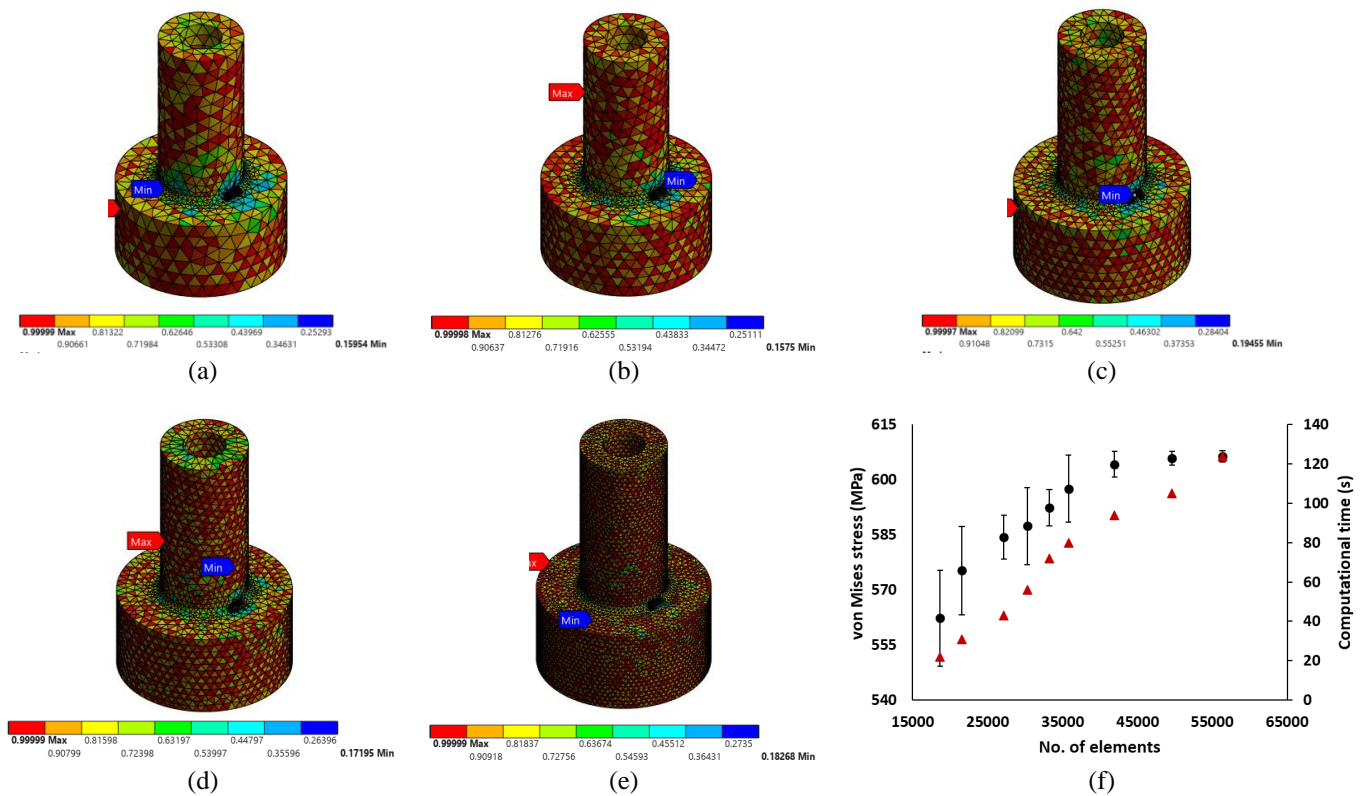 Max
Max
Min
Min
Min
0.99999 Max 0.81322 0.62646 0.43969 0.25293
0.90661 0.71984 0.53308 0.34631 0.15954 Min
0.99998 Max 0.81276 0.62555 0.43833 0.25111
0.90637 0.71916 0.53194 0.34472 0.1575 Min
0.99997 Max 0.82099 0.642 0.46302 0.28404
0.91048 0.7315 0.55251 0.37353 0.19455 Min
(a) (b) (c)
Max
Min
Min
0.99999 Max 0.81598 0.63197 0.44797 0.26396
0.90799 0.72398 0.53997 0.35596 0.17195 Min
0.99999 Max 0.81837 0.63674 0.45512 0.2735
0.90918 0.72756 0.54593 0.36431 0.18268 Min
von Mises stress (MPa)
615
600
585
570
555
540
Computational time (s)
140
120
100
80
60
40
20
0
15000 25000 35000 45000 55000 65000
No. of elements
(d) (e) (f)